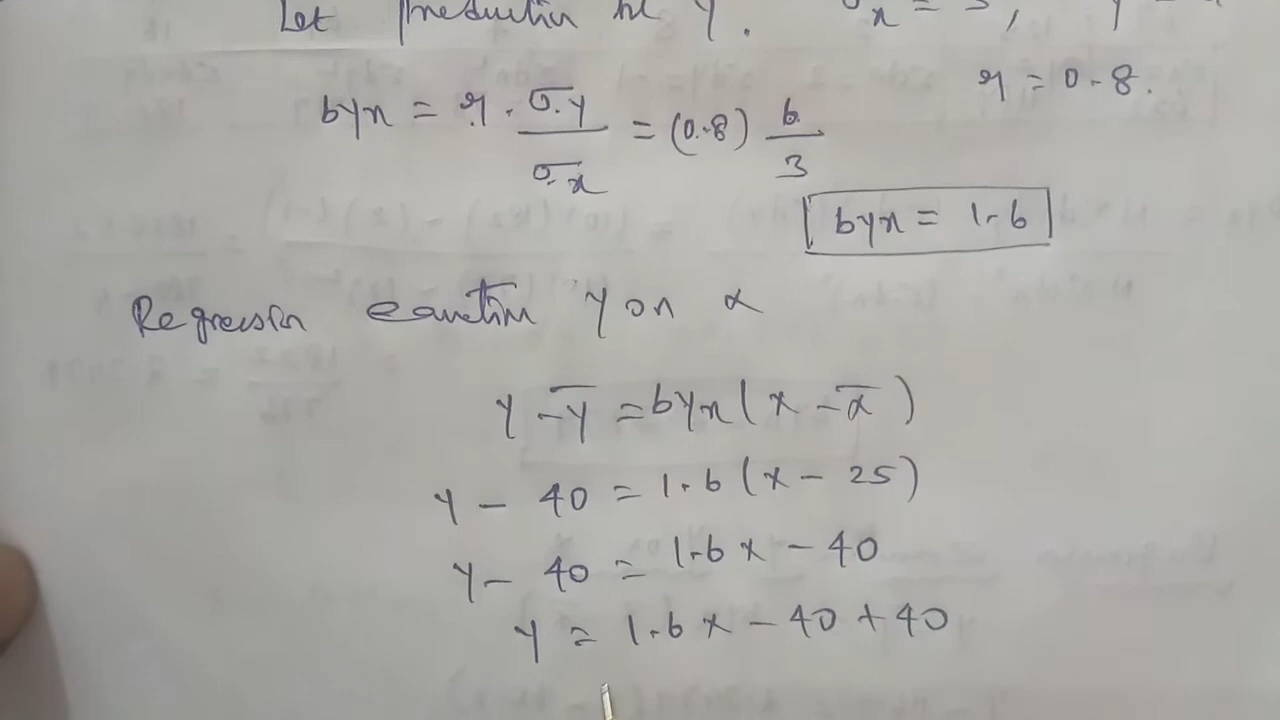 Let production be Y. σx = 3,
r = 0.8.
byx = r. σy/σx = (0.8) 6/3
byx = 1.6
Regression equation Y on x
Y - Y̅ = byx (x - x̅)
Y - 40 = 1.6 (x - 25)
Y - 40 = 1.6x - 40
Y = 1.6x - 40 + 40